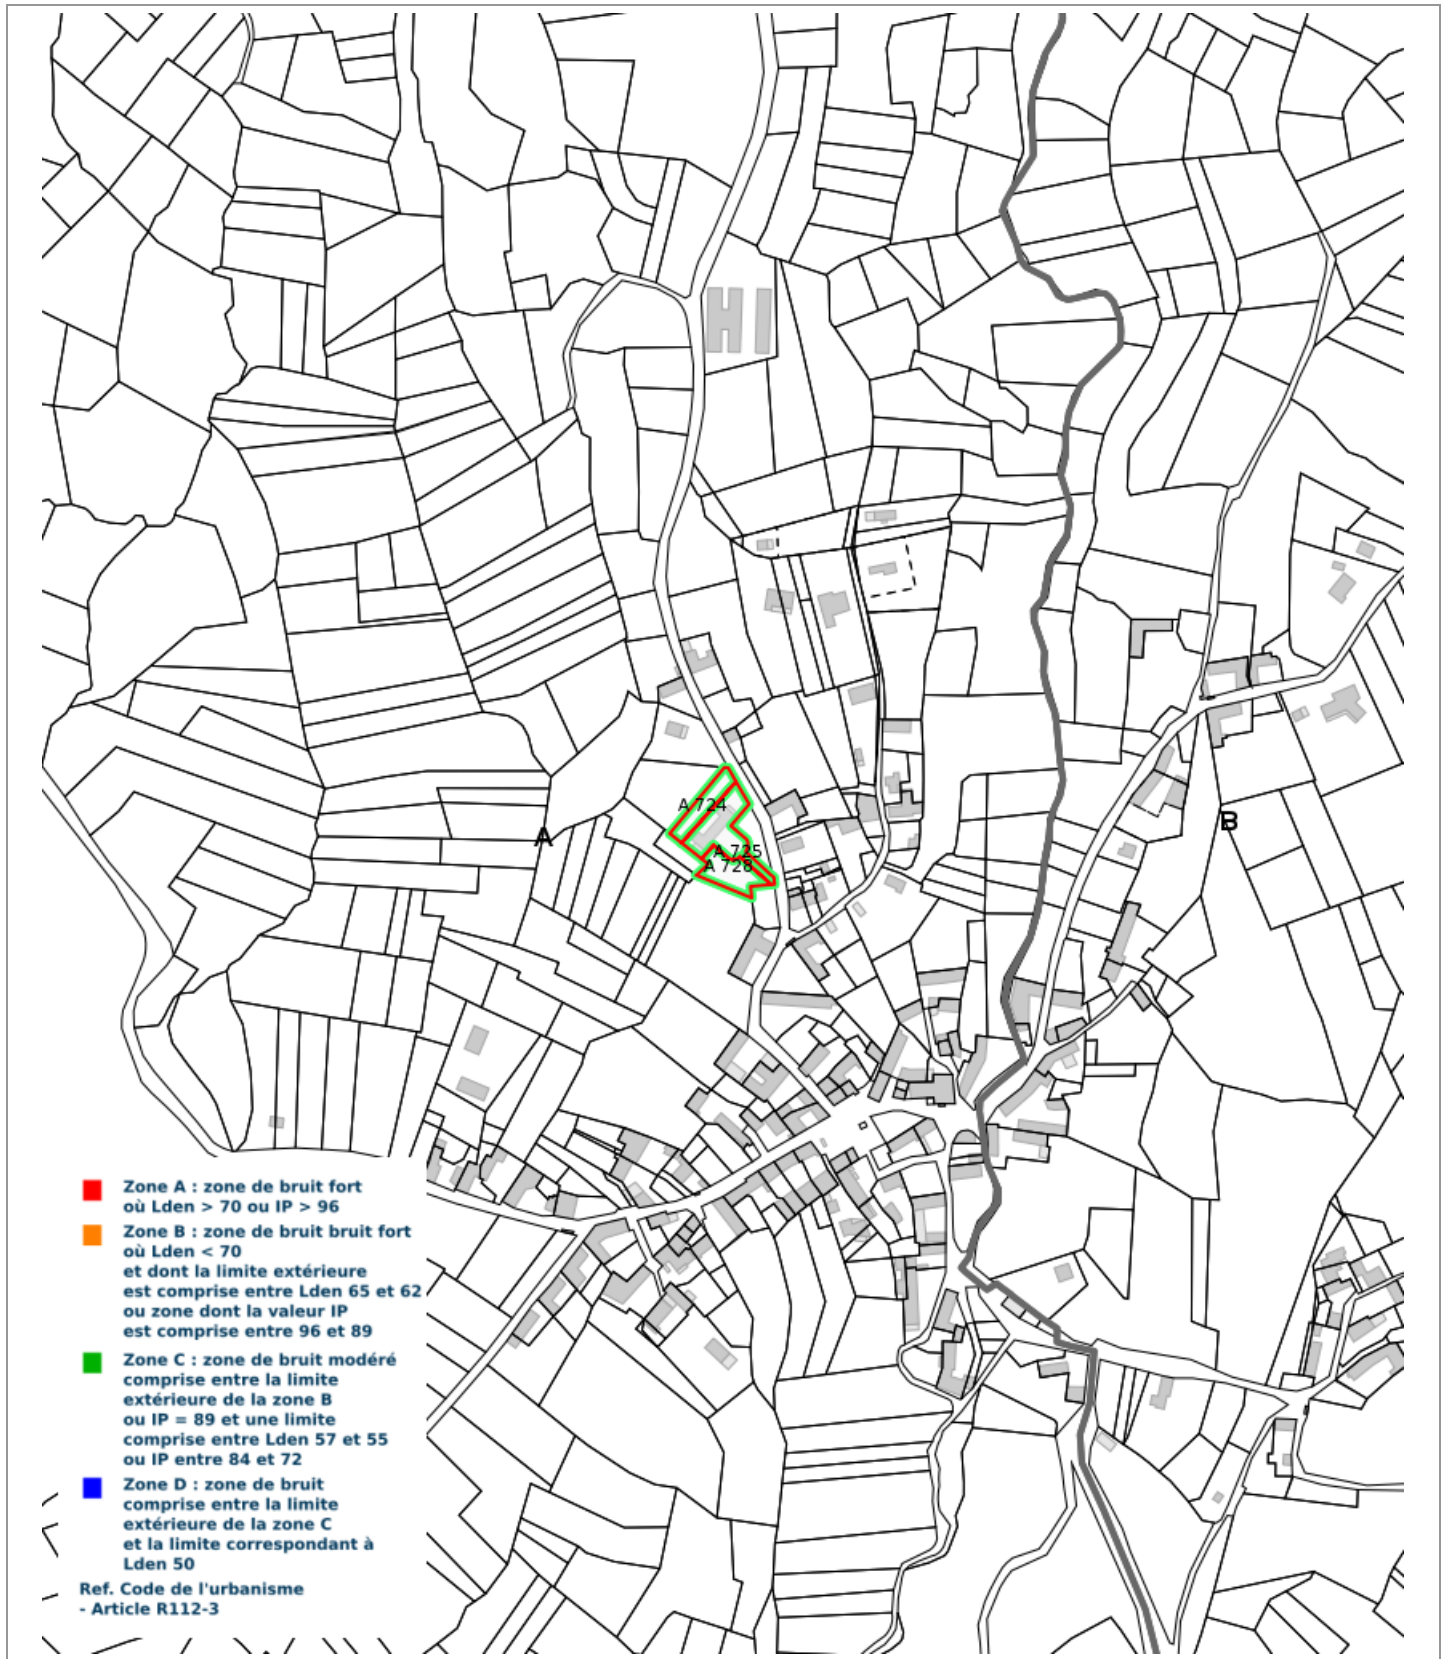 A 724
A
B
A 725
A 728
Zone A : zone de bruit fort
où Lden > 70 ou IP > 96
Zone B : zone de bruit bruit fort
où Lden < 70
et dont la limite extérieure
est comprise entre Lden 65 et 62
ou zone dont la valeur IP
est comprise entre 96 et 89
Zone C : zone de bruit modéré
comprise entre la limite
extérieure de la zone B
ou IP = 89 et une limite
comprise entre Lden 57 et 55
ou IP entre 84 et 72
Zone D : zone de bruit
comprise entre la limite
extérieure de la zone C
et la limite correspondant à
Lden 50
Ref. Code de l'urbanisme
- Article R112-3